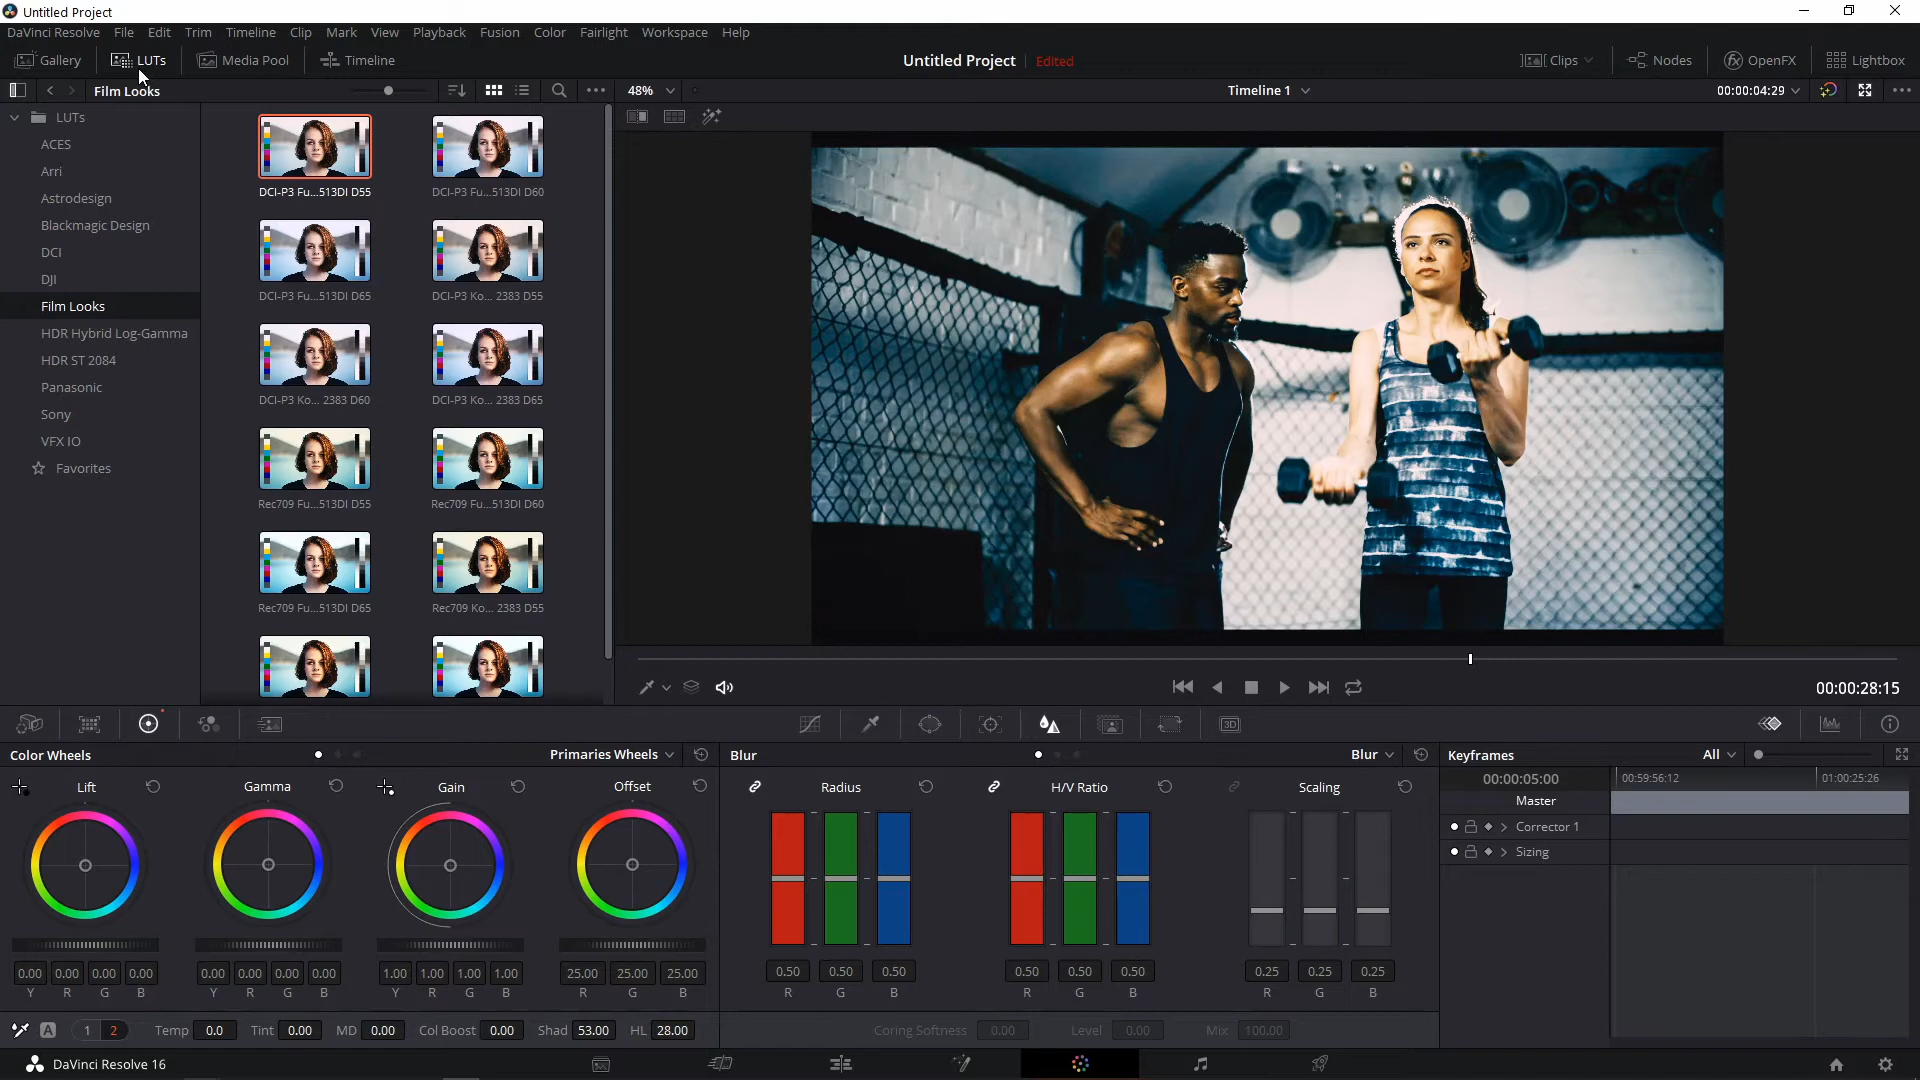 Untitled Project
DaVinci Resolve File Edit Trim Timeline Clip Mark View Playback Fusion Color Fairlight Workspace Help
Gallery LUTs Media Pool Timeline Untitled Project Edited Clips Nodes OpenFX Lightbox
Film Looks 48% Timeline 1 00:00:04:29
LUTs
ACES
Arri
Astrodesign
Blackmagic Design
DCI
DJI
Film Looks
HDR Hybrid Log-Gamma
HDR ST 2084
Panasonic
Sony
VFX IO
Favorites
DCI-P3 Fu...513DI D55 DCI-P3 Fu...513DI D60
DCI-P3 Fu...513DI D65 DCI-P3 Ko... 2383 D55
DCI-P3 Ko... 2383 D60 DCI-P3 Ko... 2383 D65
Rec709 Fu...513DI D55 Rec709 Fu...513DI D60
Rec709 Fu...513DI D65 Rec709 Ko... 2383 D55
00:00:28:15
3D
Color Wheels Primaries Wheels Blur Blur Keyframes All
Lift Gamma Gain Offset Radius H/V Ratio Scaling
00:00:05:00 00:59:56:12 01:00:25:26
Master
Corrector 1
Sizing
0.00 0.00 0.00 0.00 0.00 0.00 0.00 0.00 1.00 1.00 1.00 1.00 25.00 25.00 25.00 0.50 0.50 0.50 0.50 0.50 0.50 0.25 0.25 0.25
Y R G B Y R G B Y R G B R G B R G B R G B R G B
A 1 2 Temp 0.0 Tint 0.00 MD 0.00 Col Boost 0.00 Shad 53.00 HL 28.00 Coring Softness 0.00 Level 0.00 Mix 100.00
DaVinci Resolve 16